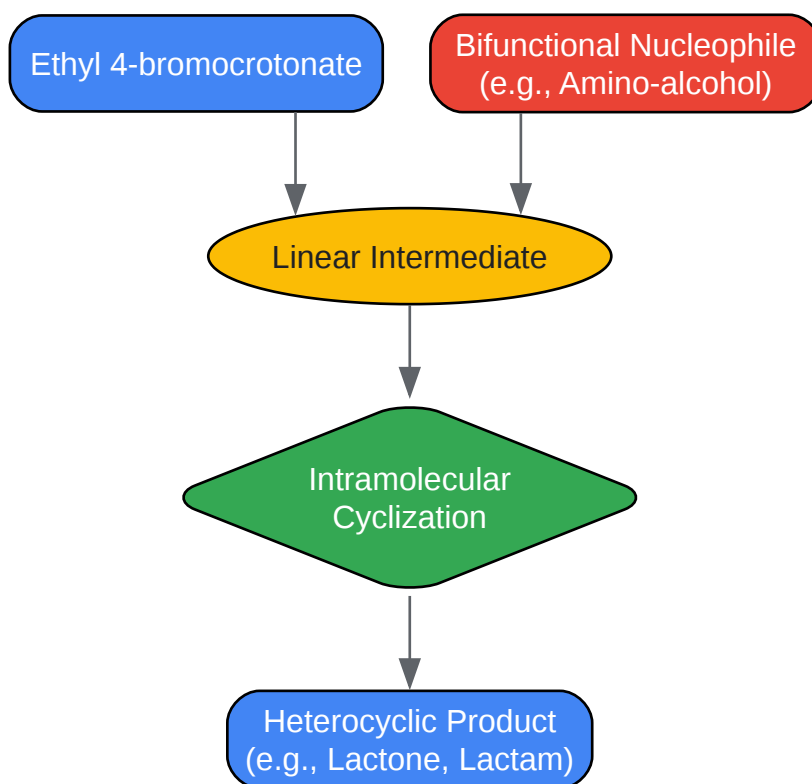 Ethyl 4-bromocrotonate
Bifunctional Nucleophile
(e.g., Amino-alcohol)
Linear Intermediate
Intramolecular
Cyclization
Heterocyclic Product
(e.g., Lactone, Lactam)